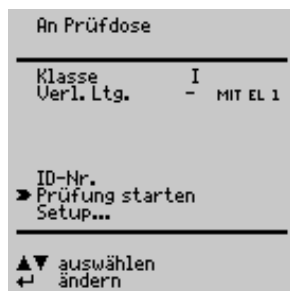 An Prüfdose
Klasse I
Verl. Ltg. - MIT EL 1
ID-Nr.
Prüfung starten
Setup...
auswählen
ändern